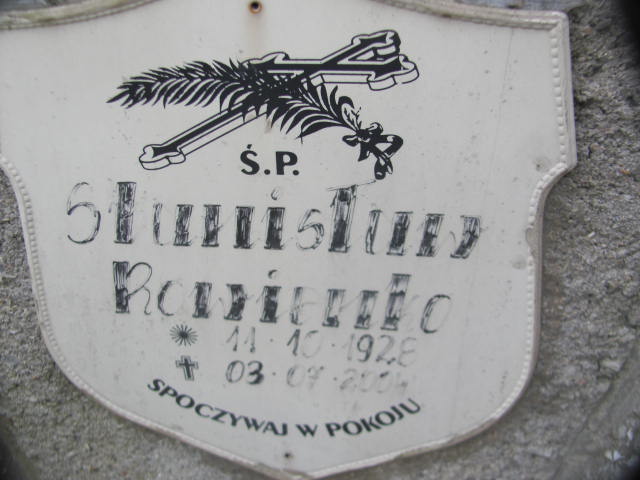 Ś.P.
Stanisław
11·10·1928
03·07·2004
SPOCZYWAJ W POKOJU